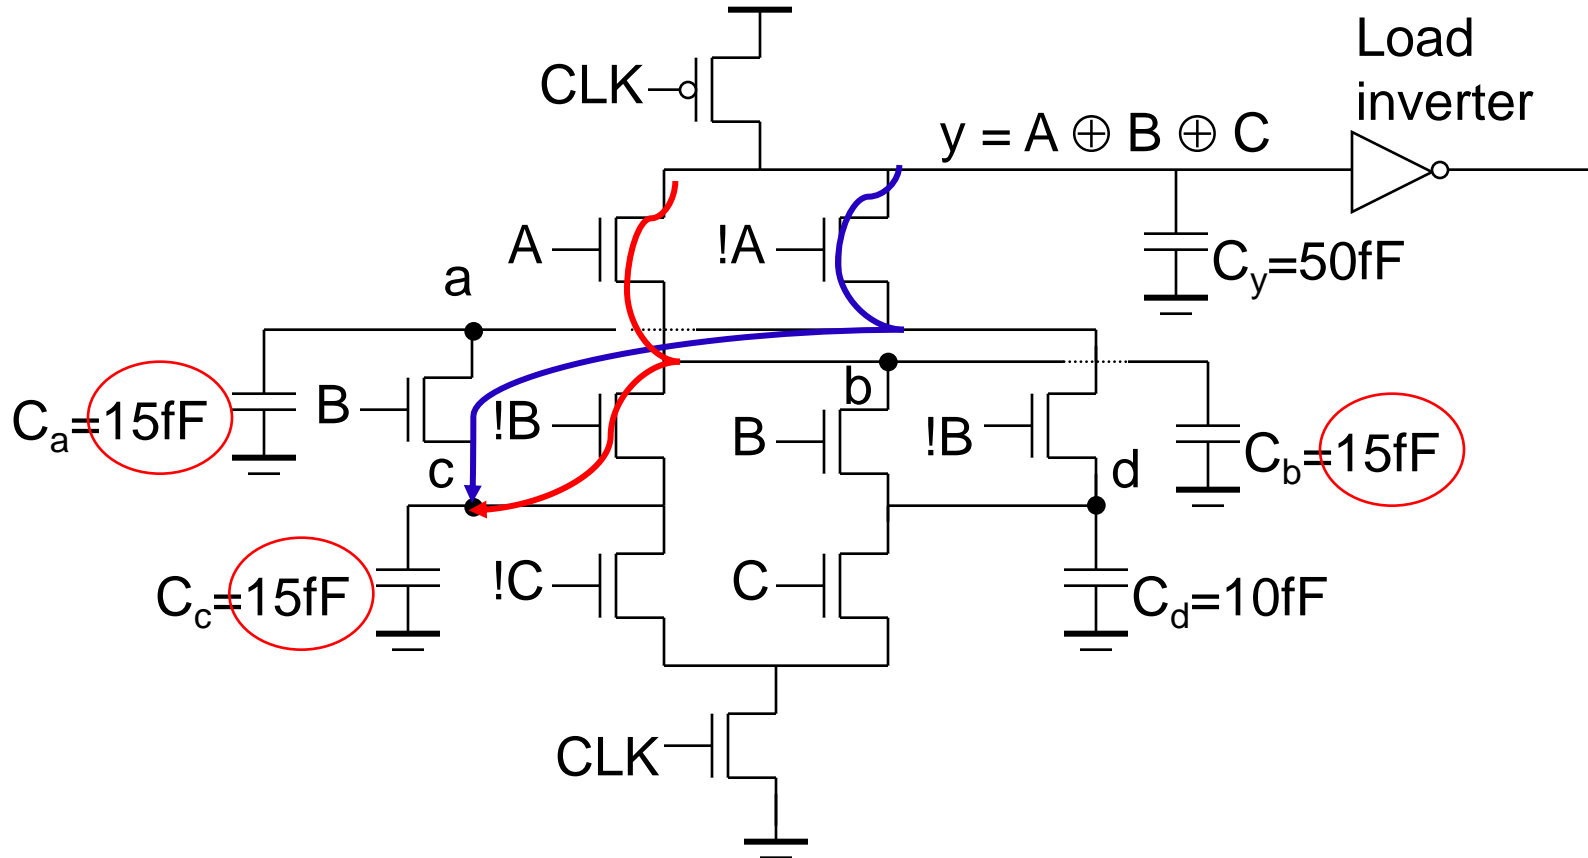 Load
inverter
CLK
y = A ⊕ B ⊕ C
A
!A
C_y=50fF
a
b
B
!B
B
!B
C_a=15fF
C_b=15fF
c
d
!C
C
C_c=15fF
C_d=10fF
CLK